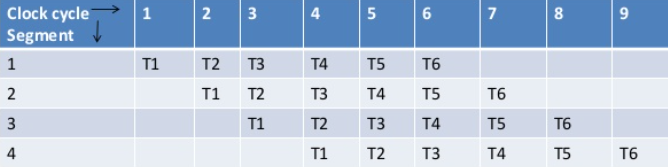 Clock cycle 1 2 3 4 5 6 7 8 9
Segment
1 T1 T2 T3 T4 T5 T6
2 T1 T2 T3 T4 T5 T6
3 T1 T2 T3 T4 T5 T6
4 T1 T2 T3 T4 T5 T6